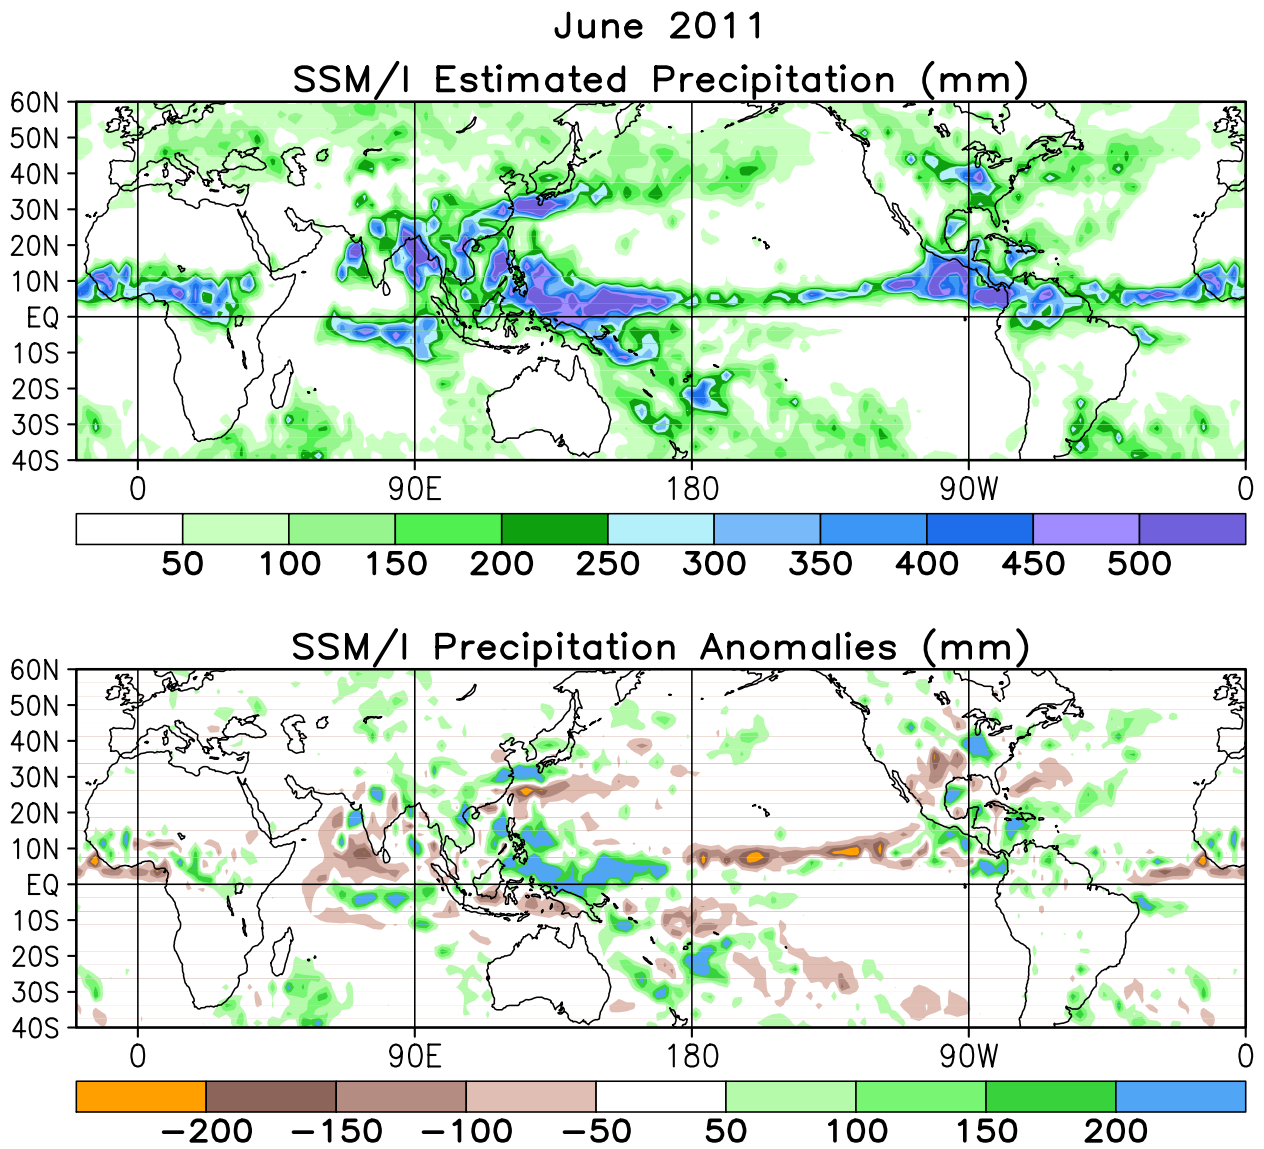 June 2011
SSM/I Estimated Precipitation (mm)
60N
50N
40N
30N
20N
10N
EQ
10S
20S
30S
40S
0 90E 180 90W 0
50 100 150 200 250 300 350 400 450 500
SSM/I Precipitation Anomalies (mm)
60N
50N
40N
30N
20N
10N
EQ
10S
20S
30S
40S
0 90E 180 90W 0
−200 −150 −100 −50 50 100 150 200